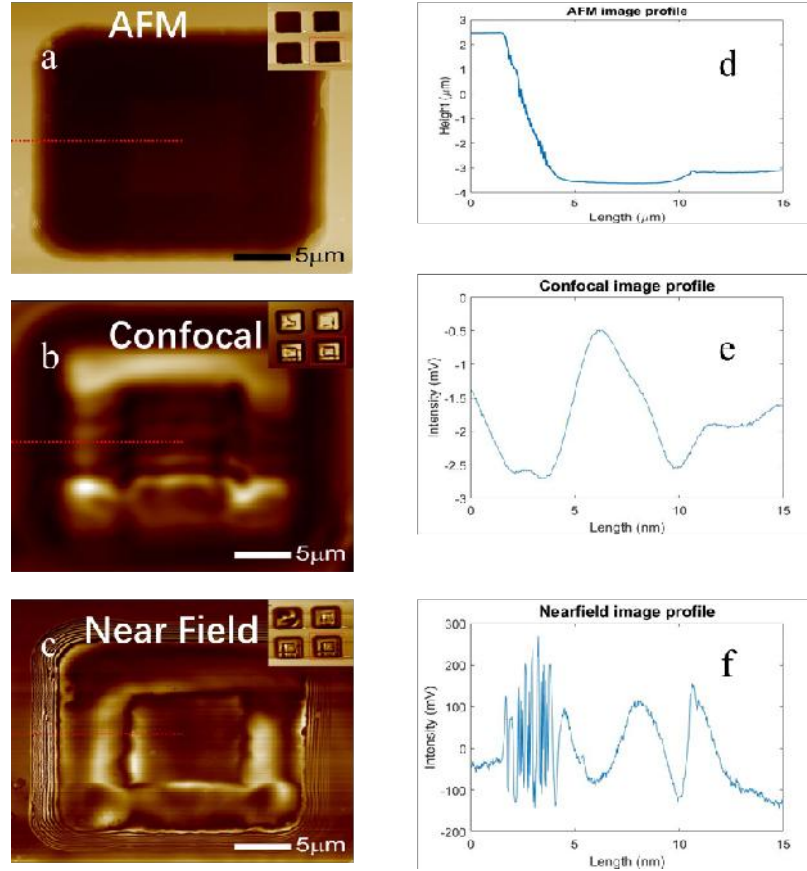 AFM
a
5μm
AFM image profile
d
Height (μm)
3
2
1
0
-1
-2
-3
-4
0
5
10
15
Length (μm)
Confocal
b
5μm
Confocal image profile
e
Intensity (mV)
0
-0.5
-1
-1.5
-2
-2.5
-3
0
5
10
15
Length (nm)
Near Field
c
5μm
Nearfield image profile
f
Intonsity (mV)
300
200
100
0
-100
-200
0
5
10
15
Length (nm)